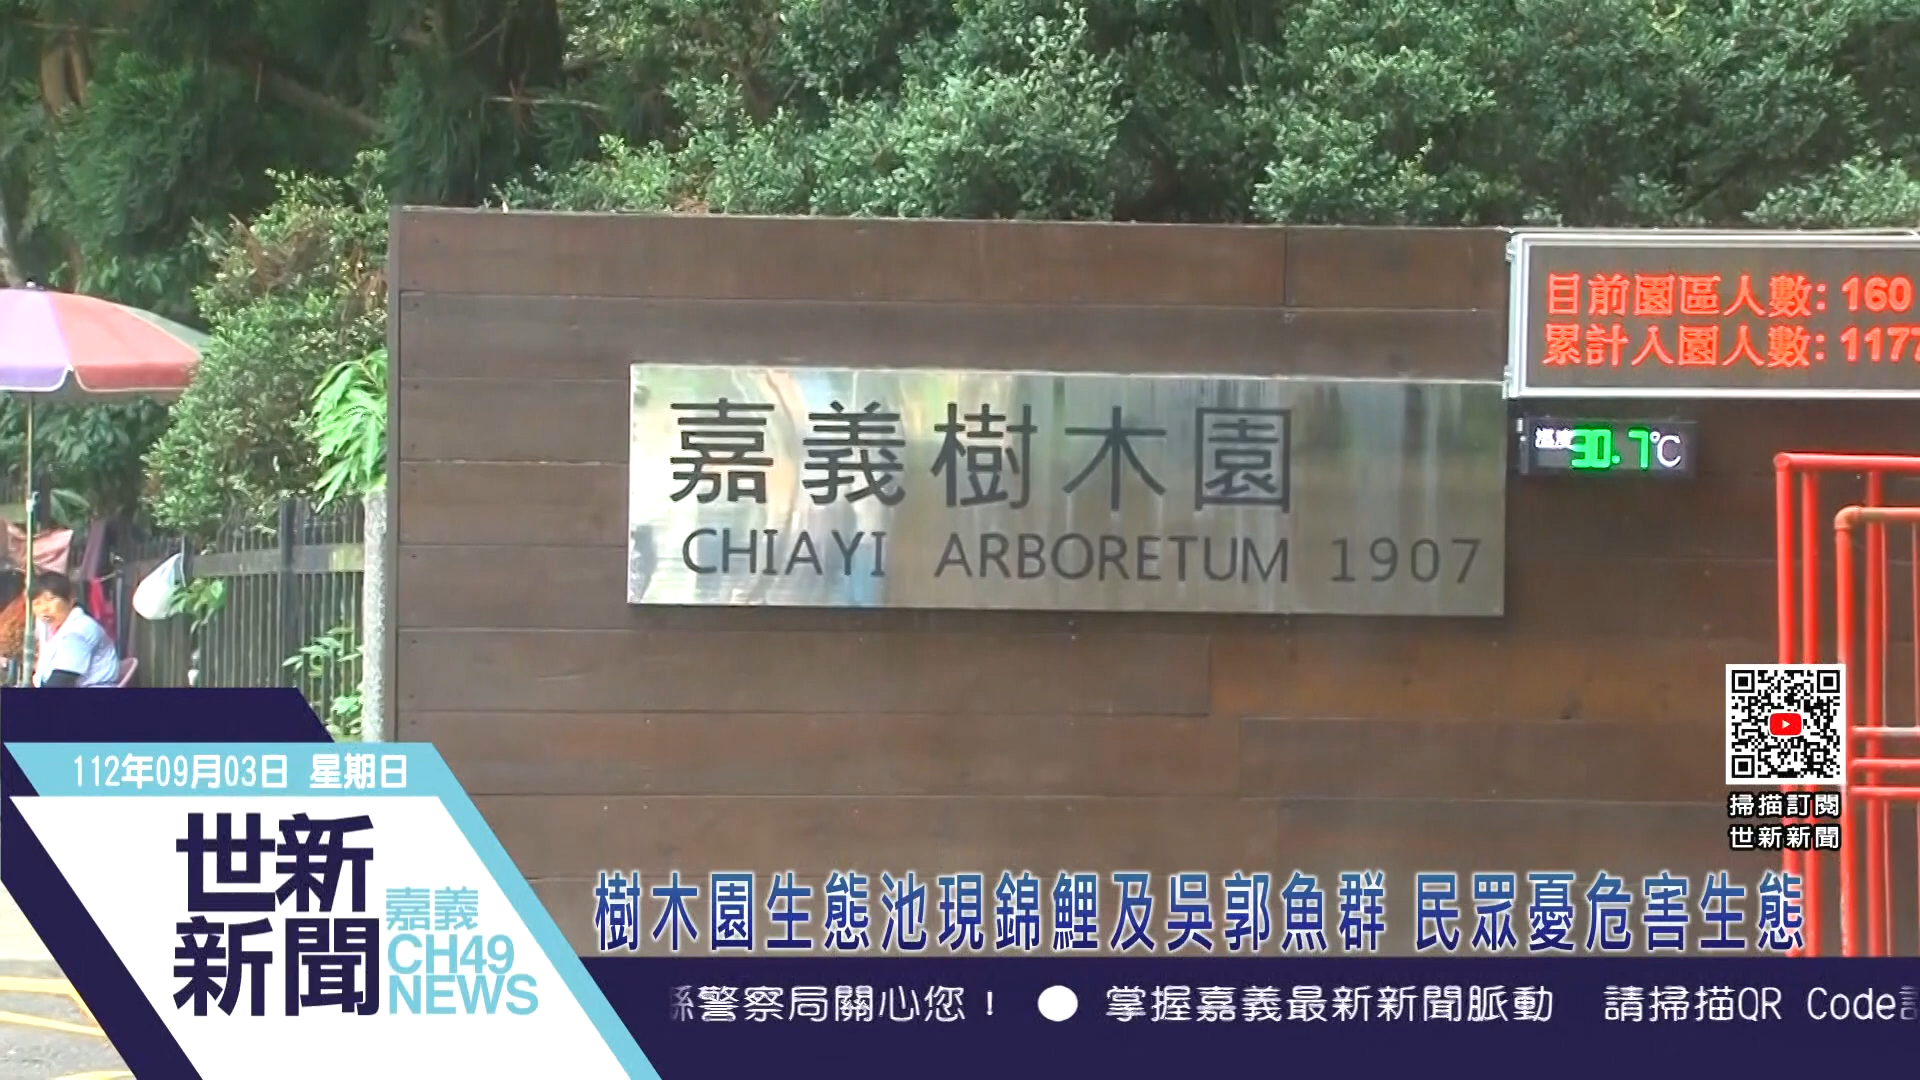 目前園區人數: 160
累計入園人數: 1177
嘉義樹木園
30.7℃
CHIAYI ARBORETUM 1907
掃描訂閱
世新新聞
112年09月03日 星期日
世新
新聞
嘉義
CH49
NEWS
樹木園生態池現錦鯉及吳郭魚群 民眾憂危害生態
警察局關心您！ ● 掌握嘉義最新新聞脈動 請掃描QR Code